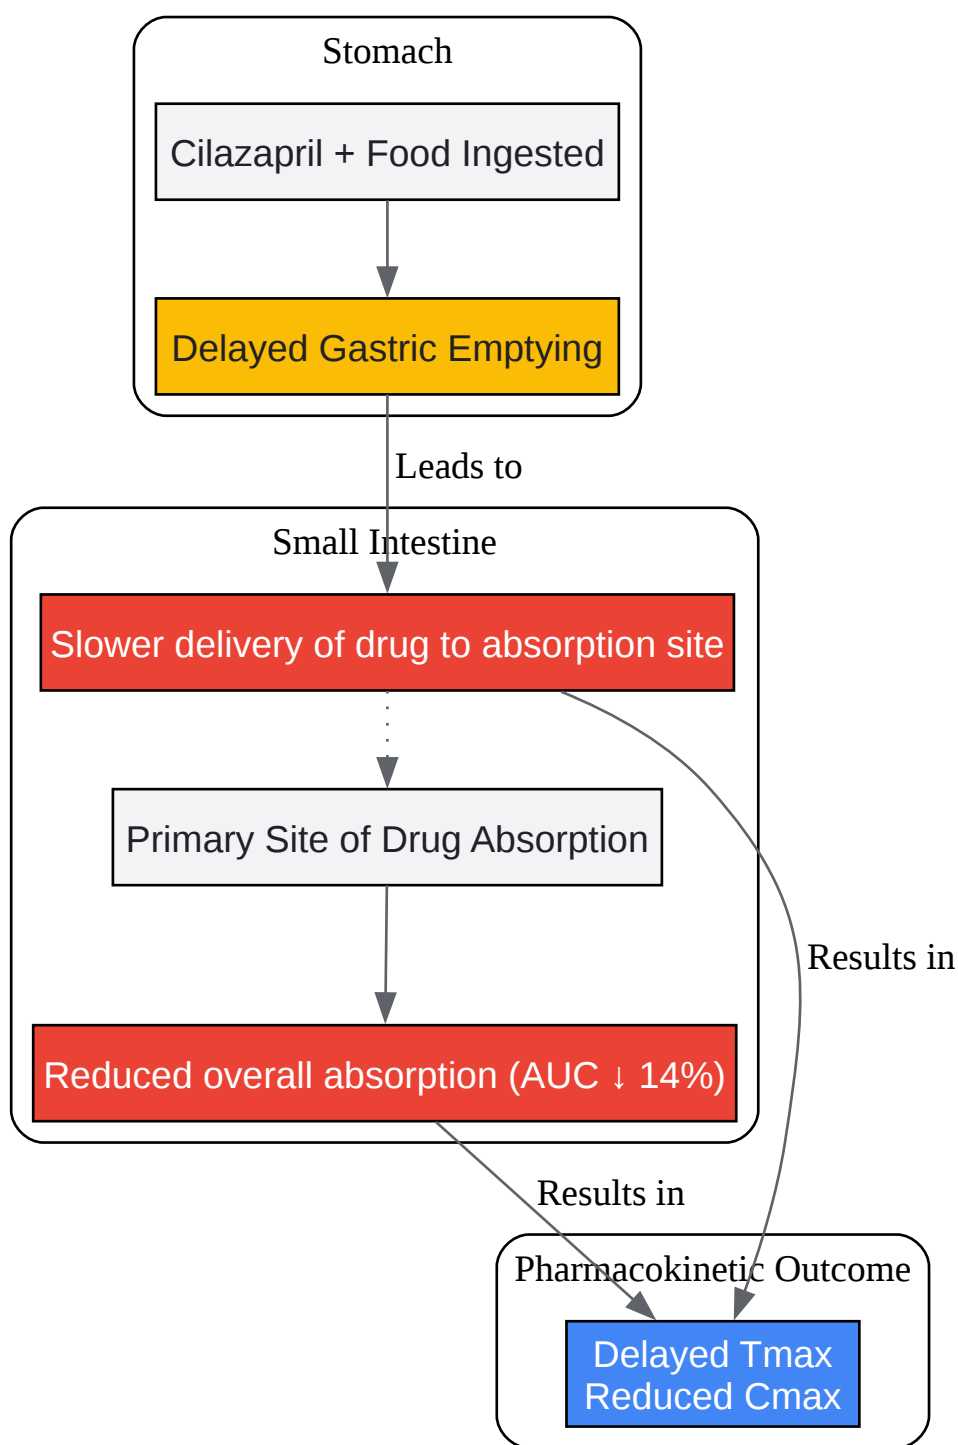 Stomach
Cilazapril + Food Ingested
Delayed Gastric Emptying
Leads to
Small Intestine
Slower delivery of drug to absorption site
Primary Site of Drug Absorption
Results in
Reduced overall absorption (AUC ↓ 14%)
Results in
Pharmacokinetic Outcome
Delayed Tmax
Reduced Cmax